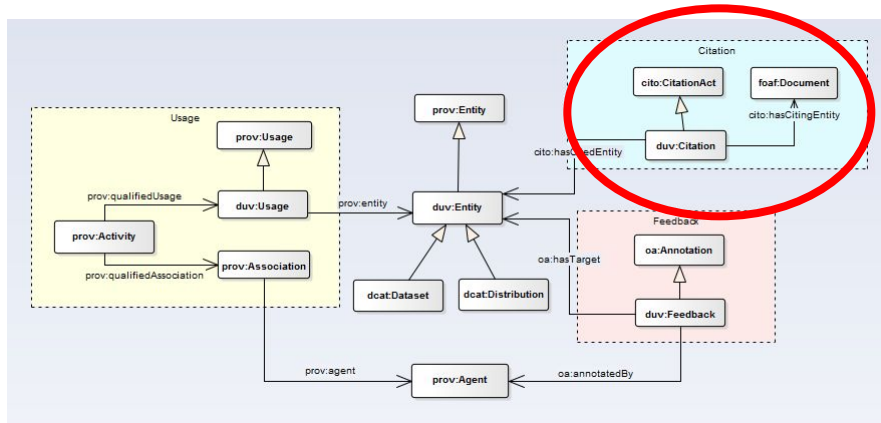 Citation
cito:CitationAct
foaf:Document
cito:hasCitingEntity
duv:Citation
cito:hasCitedEntity
Usage
prov:Usage
prov:qualifiedUsage
duv:Usage
prov:entity
prov:Activity
prov:Association
prov:qualifiedAssociation
prov:Entity
duv:Entity
dcat:Dataset
dcat:Distribution
Feedback
oa:Annotation
oa:hasTarget
duv:Feedback
prov:agent
prov:Agent
oa:annotatedBy